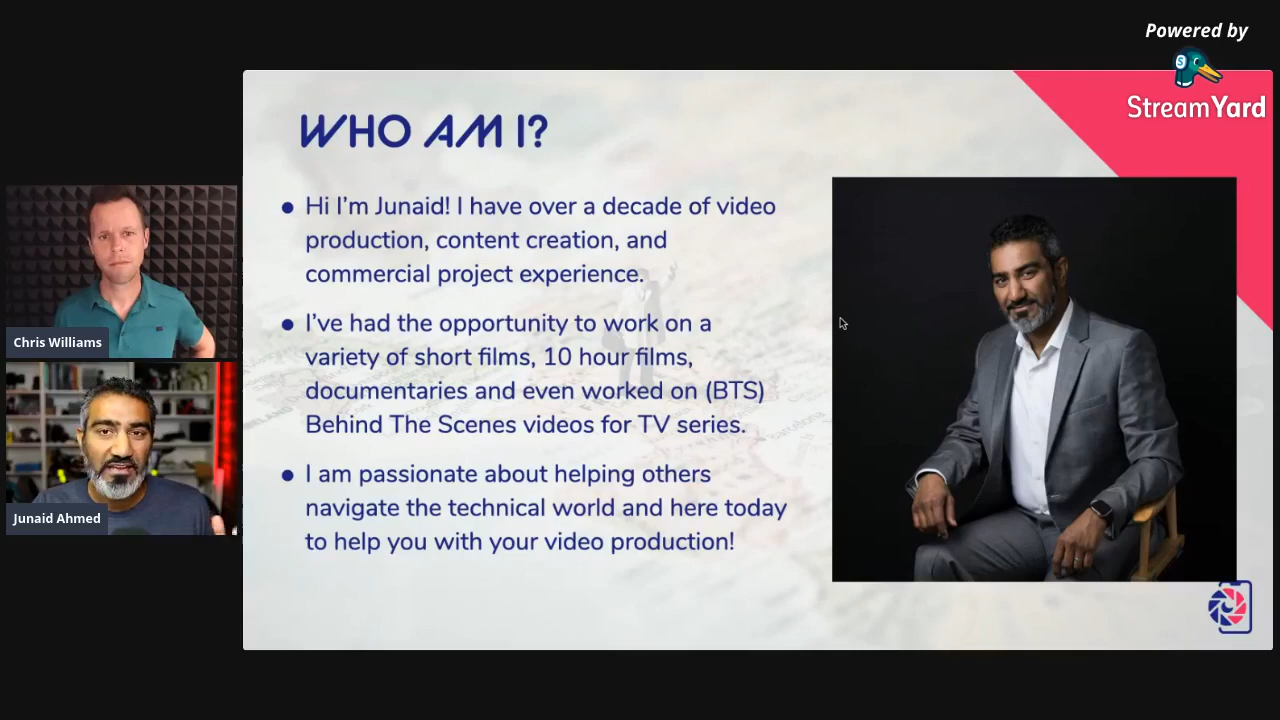 Powered by
StreamYard
WHO AM I?
● Hi I’m Junaid! I have over a decade of video
production, content creation, and
commercial project experience.
● I’ve had the opportunity to work on a
variety of short films, 10 hour films,
documentaries and even worked on (BTS)
Behind The Scenes videos for TV series.
● I am passionate about helping others
navigate the technical world and here today
to help you with your video production!
Chris Williams
Junaid Ahmed